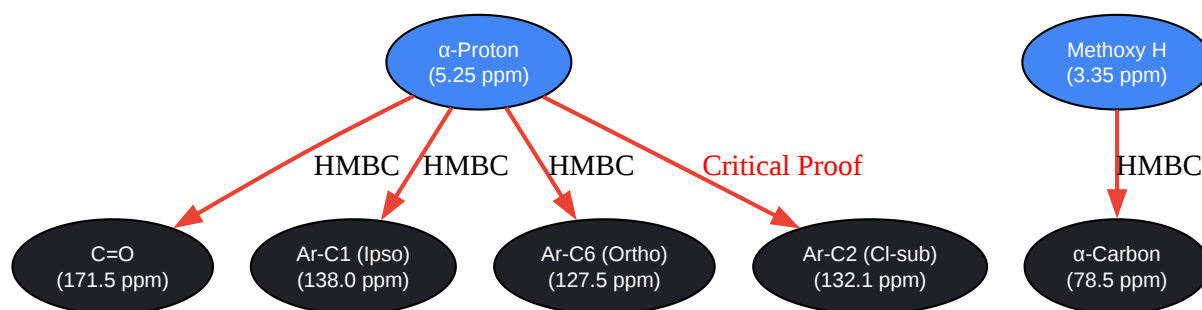 α-Proton
(5.25 ppm)
Methoxy H
(3.35 ppm)
HMBC
HMBC
HMBC
Critical Proof
HMBC
C=O
(171.5 ppm)
Ar-C1 (Ipso)
(138.0 ppm)
Ar-C6 (Ortho)
(127.5 ppm)
Ar-C2 (Cl-sub)
(132.1 ppm)
α-Carbon
(78.5 ppm)